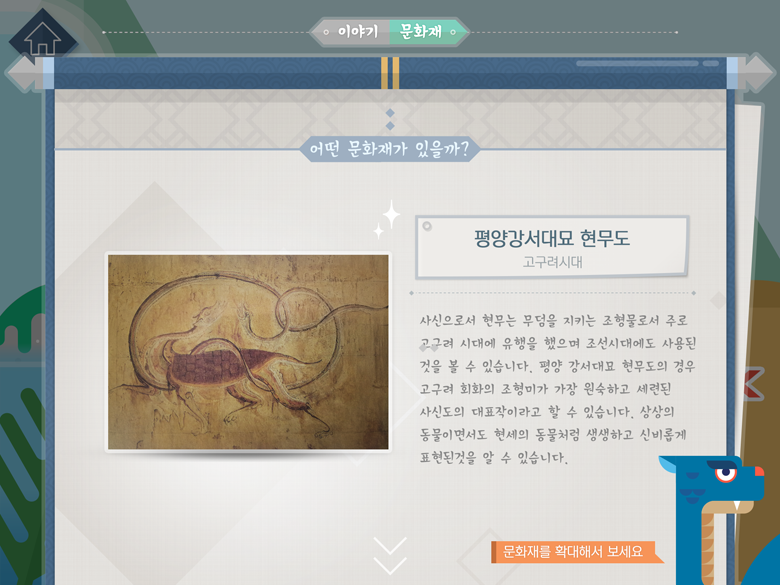 이야기 문화재
어떤 문화재가 있을까?
평양강서대묘 현무도
고구려시대
사신으로서 현무는 무덤을 지키는 조형물로서 주로
고구려 시대에 유행을 했으며 조선시대에도 사용된
것을 볼 수 있습니다. 평양 강서대묘 현무도의 경우
고구려 회화의 조형미가 가장 원숙하고 세련된
사신도의 대표작이라고 할 수 있습니다. 상상의
동물이면서도 현세의 동물처럼 생생하고 신비롭게
표현된것을 알 수 있습니다.
문화재를 확대해서 보세요